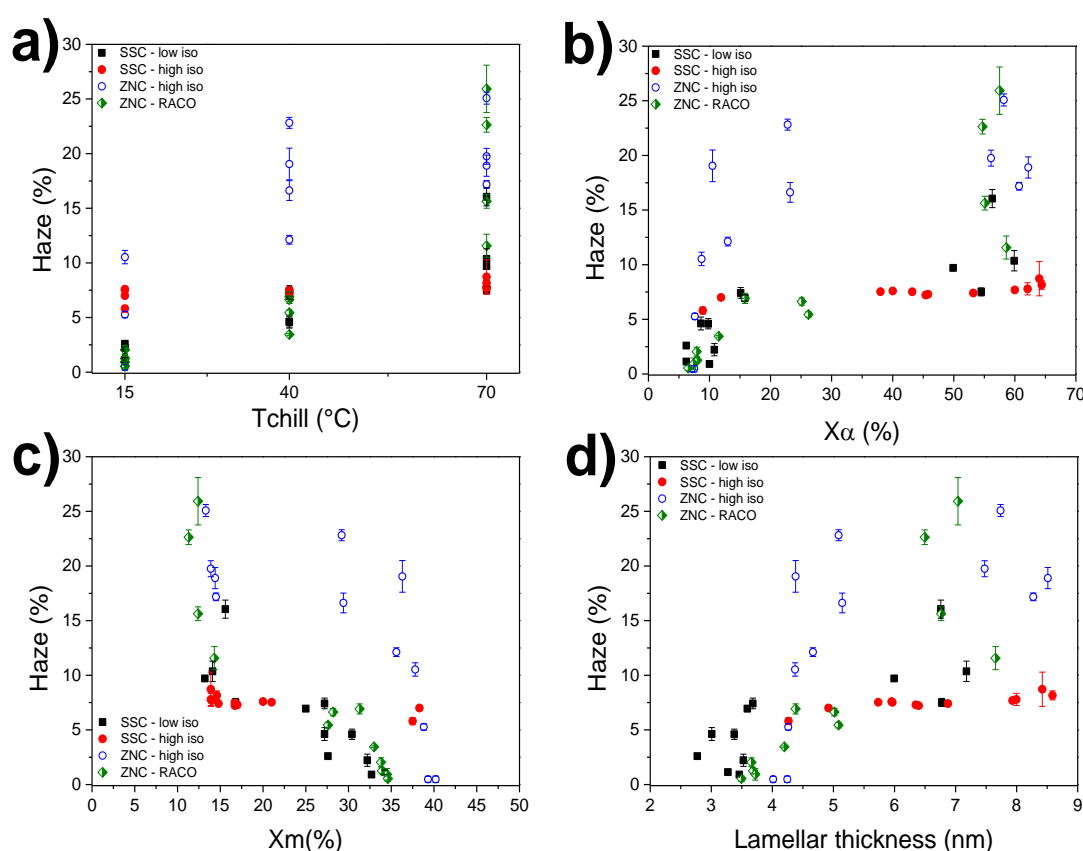 a)
30
25
20
15
10
5
0
SSC - low iso
SSC - high iso
ZNC - high iso
ZNC - RACO
Haze (%)
15
40
70
Tchill (°C)
b)
30
25
20
15
10
5
0
SSC - low iso
SSC - high iso
ZNC - high iso
ZNC - RACO
Haze (%)
0 10 20 30 40 50 60 70
Xα (%)
c)
30
25
20
15
10
5
0
SSC - low iso
SSC - high iso
ZNC - high iso
ZNC - RACO
Haze (%)
0 5 10 15 20 25 30 35 40 45 50
Xm(%)
d)
30
25
20
15
10
5
0
SSC - low iso
SSC - high iso
ZNC - high iso
ZNC - RACO
Haze (%)
2 3 4 5 6 7 8 9
Lamellar thickness (nm)